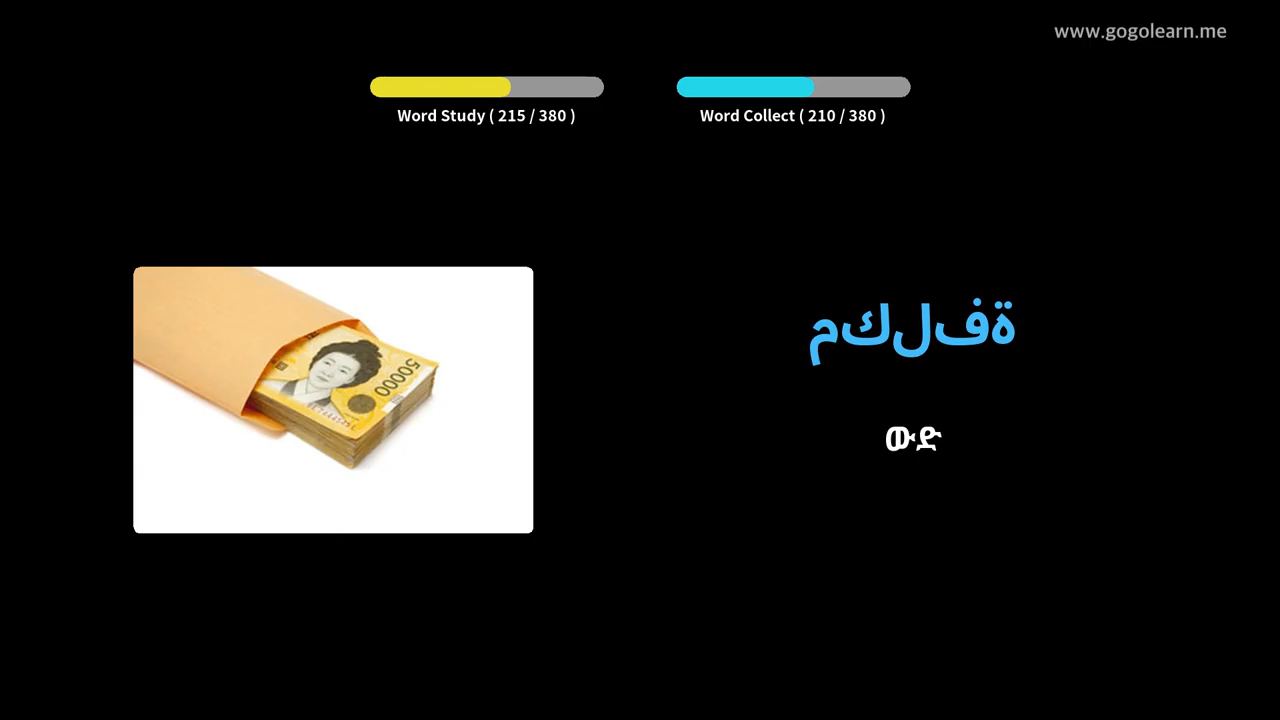 www.gogolearn.me
Word Study ( 215 / 380 )
Word Collect ( 210 / 380 )
50000
مكلفة
ውድ